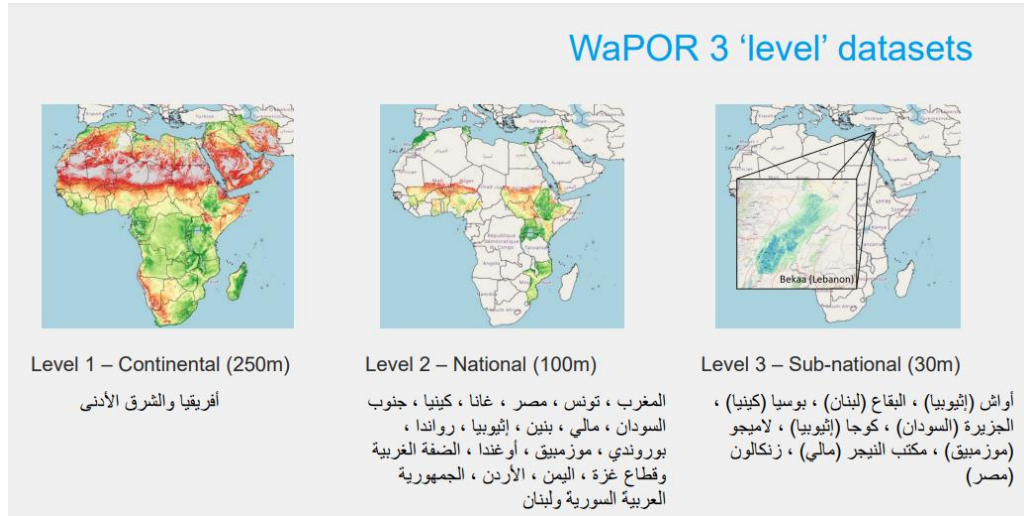 WaPOR 3 ‘level’ datasets
Bekaa (Lebanon)
Level 1 – Continental (250m)
أفريقيا والشرق الأدنى
Level 2 – National (100m)
المغرب ، تونس ، مصر ، غانا ، كينيا ، جنوب
السودان ، مالي ، بنين ، إثيوبيا ، رواندا ،
بوروندي ، موزمبيق ، أوغندا ، الضفة الغربية
وقطاع غزة ، اليمن ، الأردن ، الجمهورية
العربية السورية ولبنان
Level 3 – Sub-national (30m)
أواش (إثيوبيا) ، البقاع (لبنان) ، بوسيا (كينيا) ،
الجزيرة (السودان) ، كوجا (إثيوبيا) ، لاميجو
(موزمبيق) ، مكتب النيجر (مالي) ، زنكالون
(مصر)